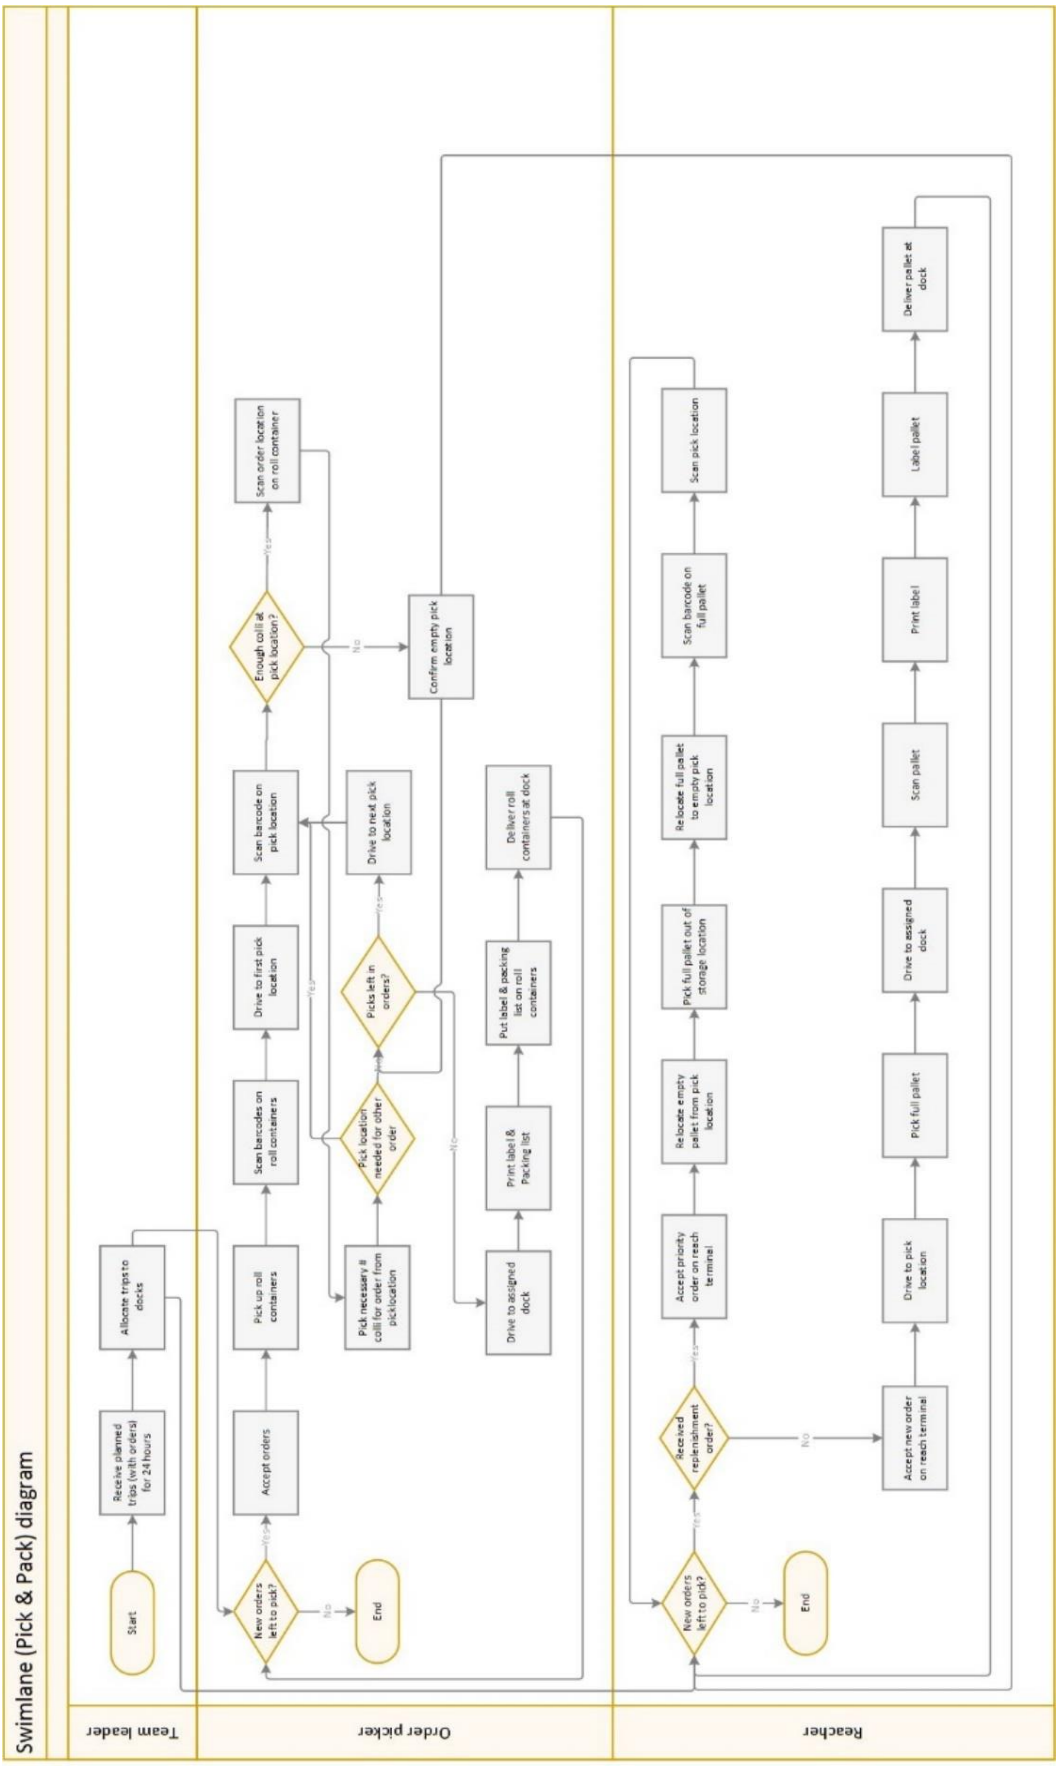 Swimlane (Pick & Pack) diagram
Team leader
Start
Receive planned
trips (with orders)
for 24 hours
Allocate trips to
docks
Order picker
New orders
left to pick?
Yes
No
End
Accept orders
Pick up roll
containers
Scan barcodes on
roll containers
Drive to first pick
location
Scan barcode on
pick location
Enough colli at
pick location?
Yes
No
Scan order location
on roll container
Confirm empty pick
location
Pick necessary #
colli for order from
picklocation
Pick location
needed for other
order
Yes
No
Picks left in
orders?
Yes
No
Drive to next pick
location
Drive to assigned
dock
Print label &
Packing list
Put label & packing
list on roll
containers
Deliver roll
containers at dock
Reacher
New orders
left to pick?
Yes
No
End
Received
replenishment
order?
Yes
No
Accept priority
order on reach
terminal
Relocate empty
pallet from pick
location
Pick full pallet out of
storage location
Relocate full pallet
to empty pick
location
Scan barcode on
full pallet
Scan pick location
Accept new order
on reach terminal
Drive to pick
location
Pick full pallet
Drive to assigned
dock
Scan pallet
Print label
Label pallet
Deliver pallet at
dock